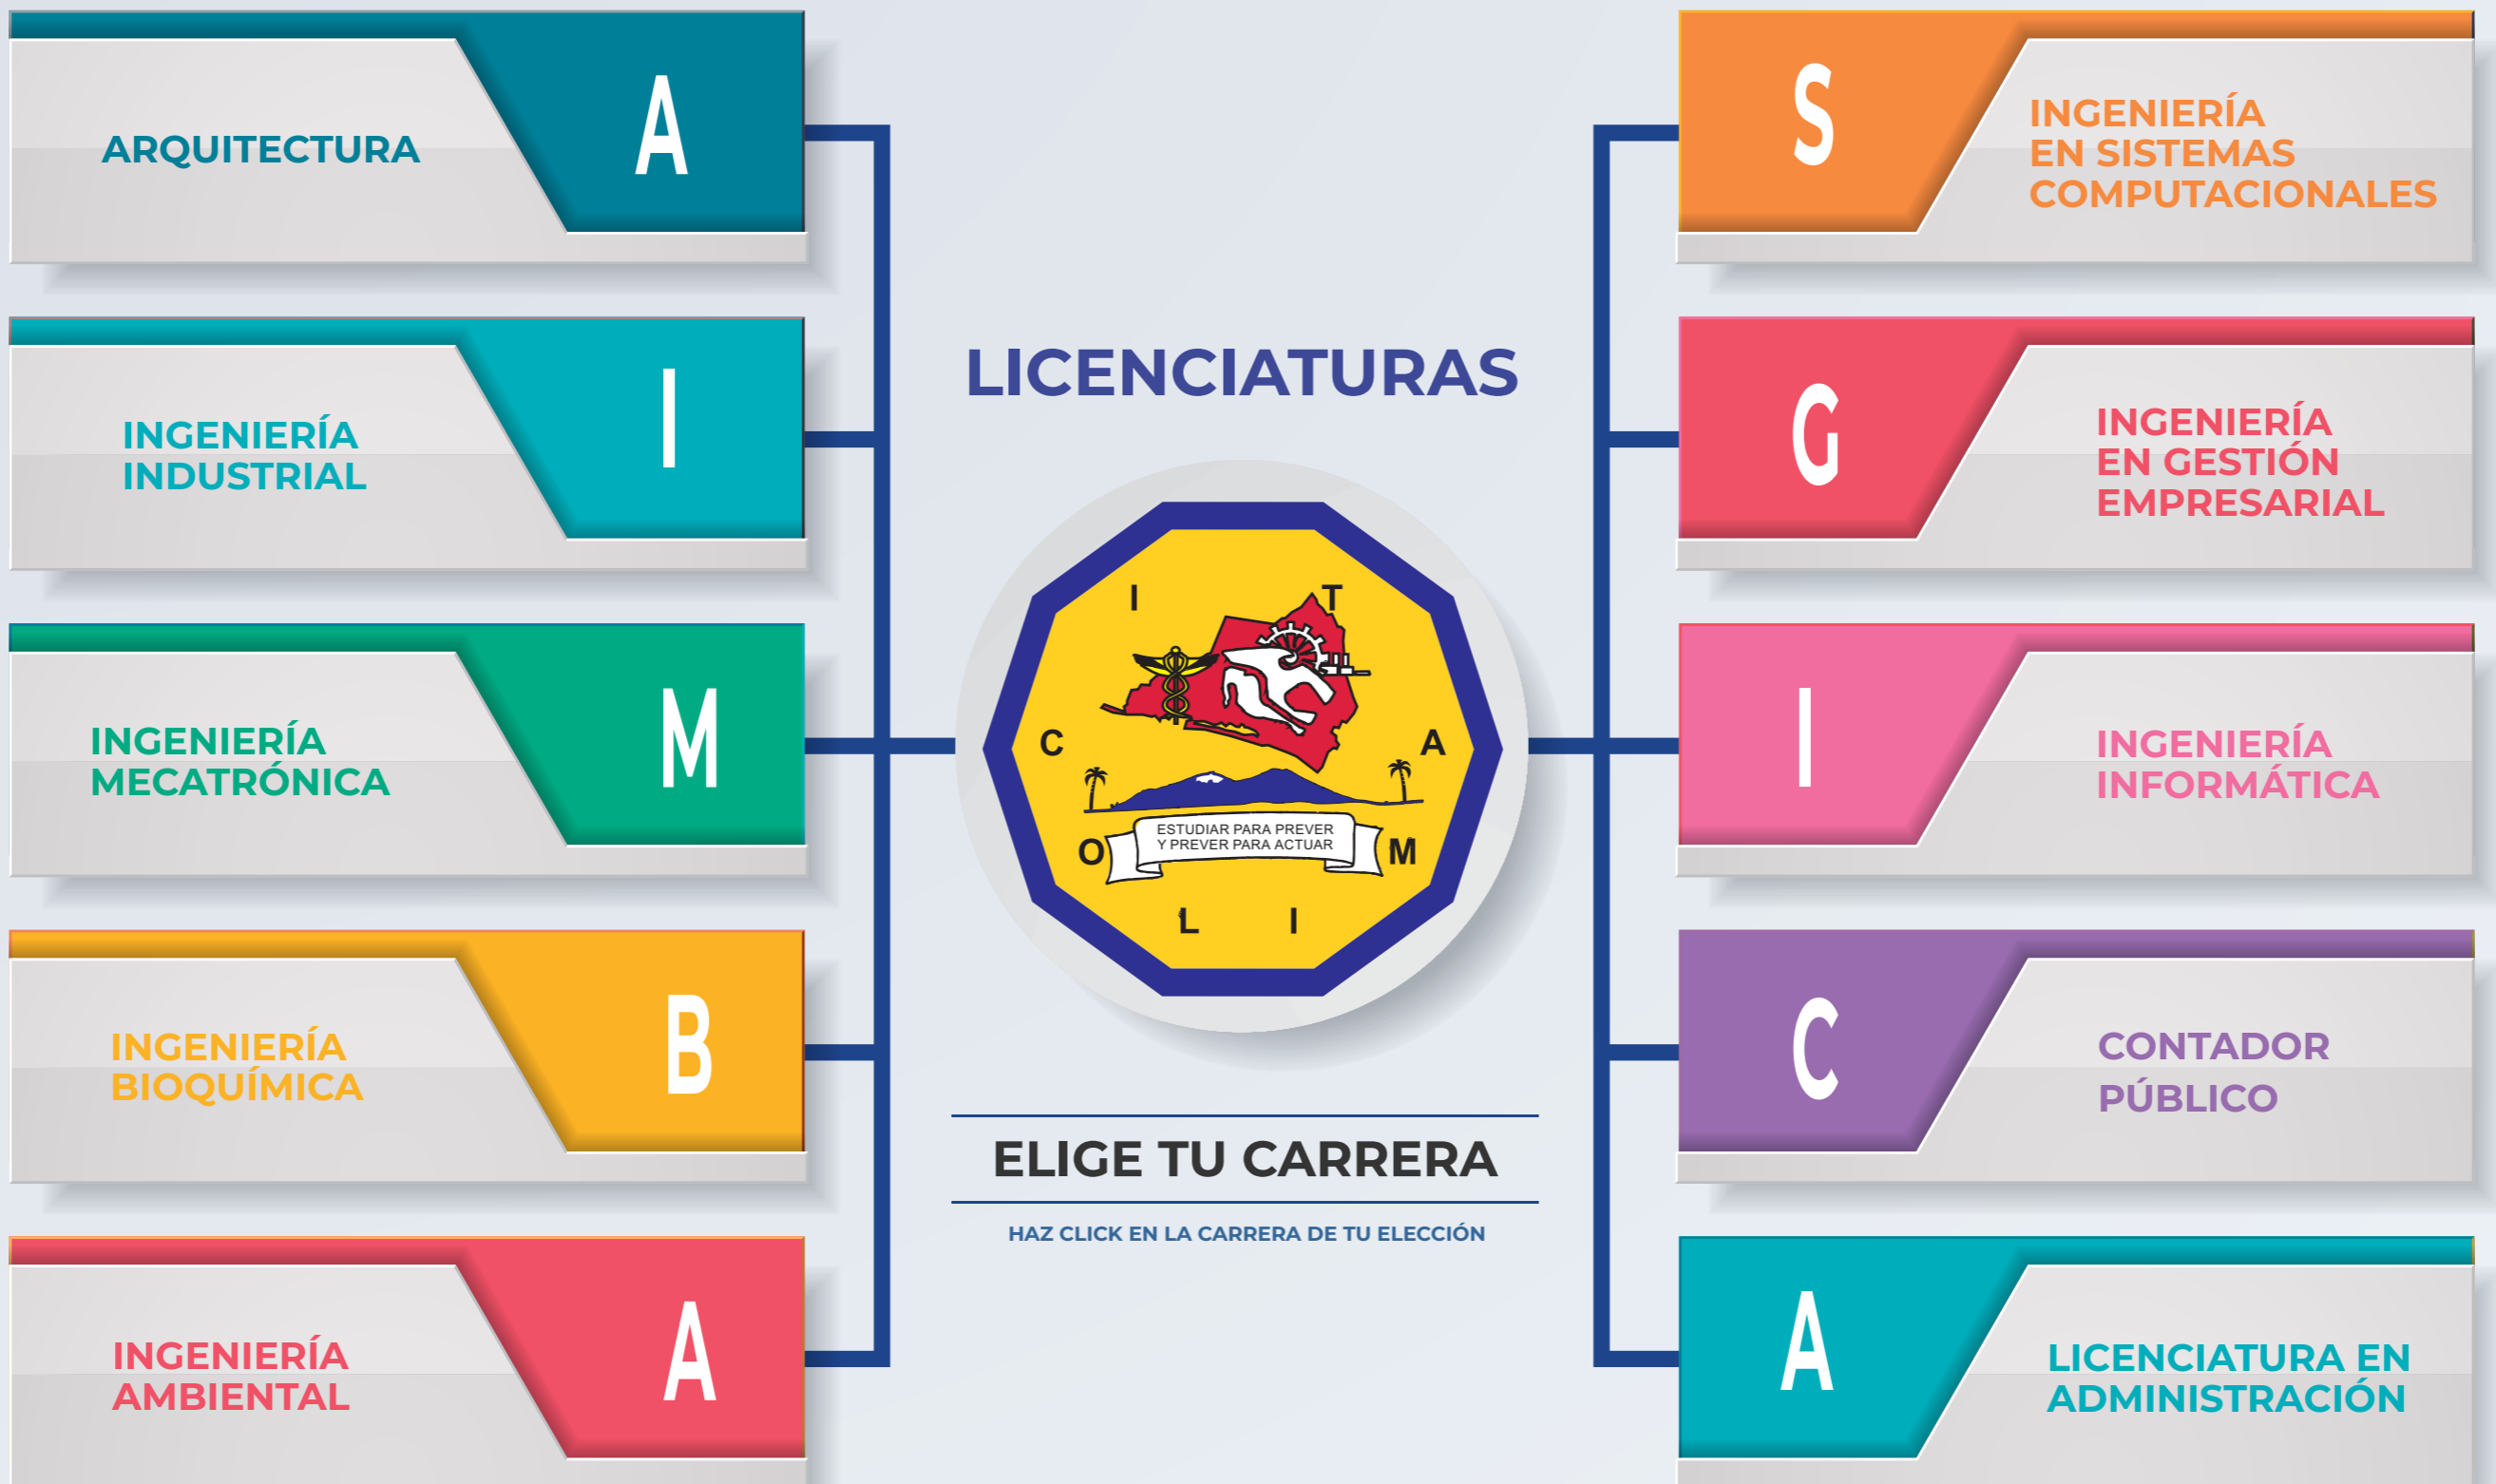 ARQUITECTURA
A
INGENIERÍA
INDUSTRIAL
I
INGENIERÍA
MECATRÓNICA
M
INGENIERÍA
BIOQUÍMICA
B
INGENIERÍA
AMBIENTAL
A
LICENCIATURAS
I T
C A
O M
L I
ESTUDIAR PARA PREVER
Y PREVER PARA ACTUAR
ELIGE TU CARRERA
HAZ CLICK EN LA CARRERA DE TU ELECCIÓN
S
INGENIERÍA
EN SISTEMAS
COMPUTACIONALES
G
INGENIERÍA
EN GESTIÓN
EMPRESARIAL
I
INGENIERÍA
INFORMÁTICA
C
CONTADOR
PÚBLICO
A
LICENCIATURA EN
ADMINISTRACIÓN